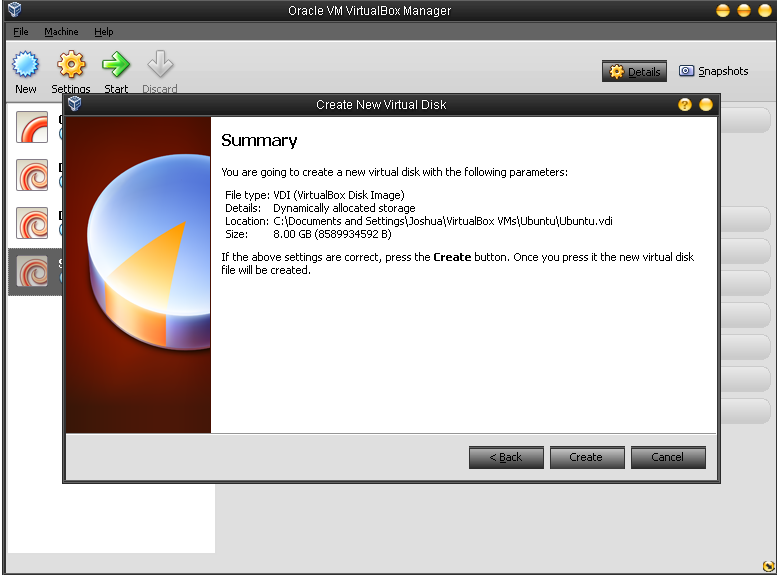 Oracle VM VirtualBox Manager
File Machine Help
New Settings Start Discard
Details Snapshots
Create New Virtual Disk
Summary
You are going to create a new virtual disk with the following parameters:
File type: VDI (VirtualBox Disk Image)
Details: Dynamically allocated storage
Location: C:\Documents and Settings\Joshua\VirtualBox VMs\Ubuntu\Ubuntu.vdi
Size: 8.00 GB (8589934592 B)
If the above settings are correct, press the Create button. Once you press it the new virtual disk
file will be created.
< Back Create Cancel